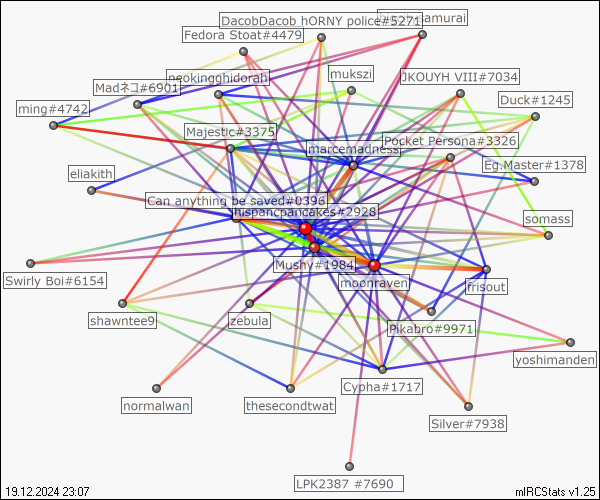 DacobDacob hORNY police#5271
samurai
Fedora Stoat#4479
mukszi
JKOUYH VIII#7034
neokingghidorah
Madネコ#6901
Duck#1245
ming#4742
Majestic#3375
Pocket Persona#3326
marcemadness
Eg.Master#1378
eliakith
Can anything be saved#0396
hispancpancakes#2928
somass
Mushy#1984
Swirly Boi#6154
moonraven
frisout
shawntee9
zebula
Pikabro#9971
yoshimanden
Cypha#1717
normalwan
thesecondtwat
Silver#7938
LPK2387 #7690
19.12.2024 23:07
mIRCStats v1.25